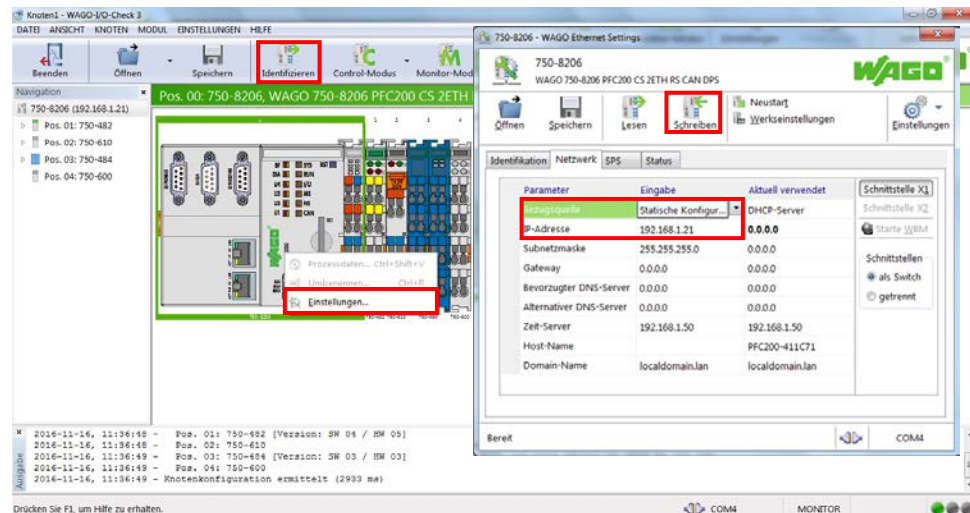 Knoten1 - WAGO-I/O-Check 3
DATEI ANSICHT KNOTEN MODUL EINSTELLUNGEN HILFE
Beenden Öffnen Speichern Identifizieren Control-Modus Monitor-Mod
Navigation
750-8206 (192.168.1.21)
Pos. 01: 750-482
Pos. 02: 750-610
Pos. 03: 750-484
Pos. 04: 750-600
Pos. 00: 750-8206, WAGO 750-8206 PFC200 CS 2ETH
1 2 3 4
SYS
RUN
I/O
MS
NS
CAN
WAGO
Prozessdaten... Ctrl+Shift+V
Umbenennen... Ctrl+R
Einstellungen...
750-8206 - WAGO Ethernet Settings
750-8206
WAGO 750-8206 PFC200 CS 2ETH RS CAN DPS
WAGO
Öffnen Speichern Lesen Schreiben
Neustart
Werkseinstellungen
Einstellungen
Identifikation Netzwerk SPS Status
Parameter Eingabe Aktuell verwendet
Bezugsquelle Statische Konfigur... DHCP-Server
IP-Adresse 192.168.1.21 0.0.0.0
Subnetzmaske 255.255.255.0 0.0.0.0
Gateway 0.0.0.0 0.0.0.0
Bevorzugter DNS-Server 0.0.0.0 0.0.0.0
Alternativer DNS-Server 0.0.0.0 0.0.0.0
Zeit-Server 192.168.1.50 192.168.1.50
Host-Name PFC200-411C71
Domain-Name localdomain.lan localdomain.lan
Schnittstelle X1
Schnittstelle X2
Starte WBM
Schnittstellen
als Switch
getrennt
Bereit COM4
Ausgabe
2016-11-16, 11:36:48 - Pos. 01: 750-482 [Version: SW 04 / HW 05]
2016-11-16, 11:36:48 - Pos. 02: 750-610
2016-11-16, 11:36:49 - Pos. 03: 750-484 [Version: SW 03 / HW 03]
2016-11-16, 11:36:49 - Pos. 04: 750-600
2016-11-16, 11:36:49 - Knotenkonfiguration ermittelt (2933 ms)
Drücken Sie F1, um Hilfe zu erhalten. COM4 MONITOR